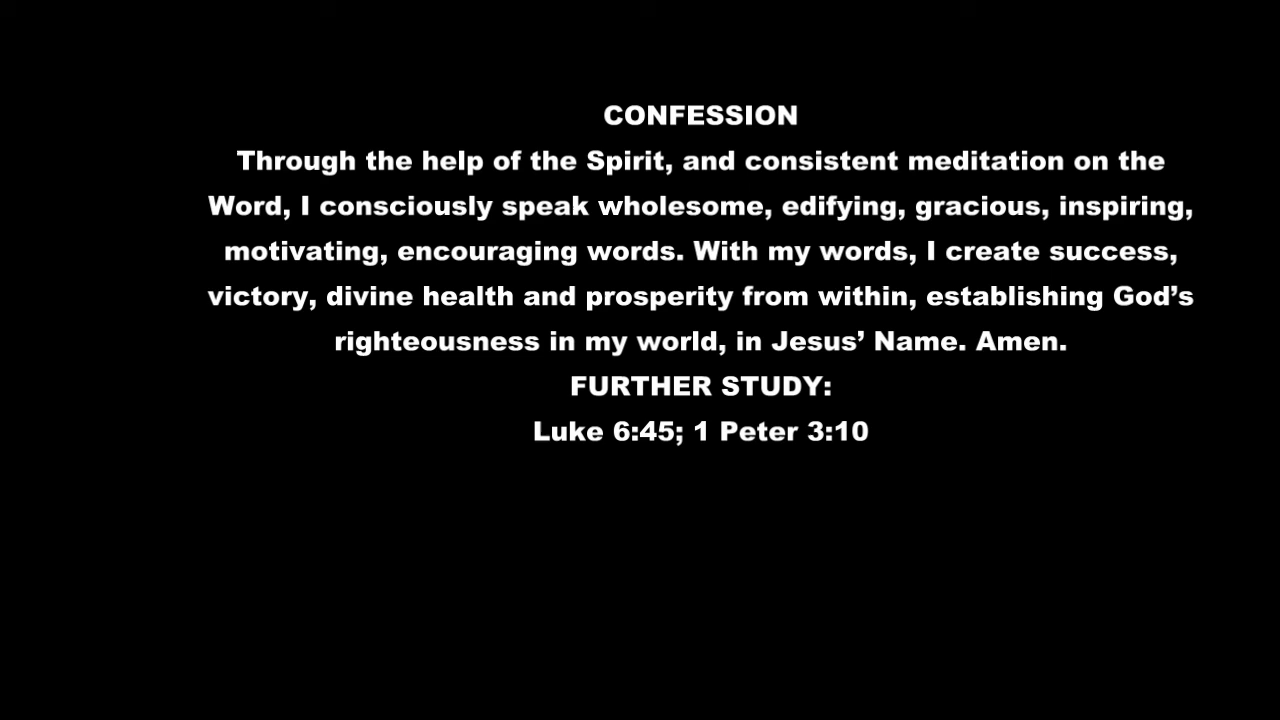 CONFESSION
Through the help of the Spirit, and consistent meditation on the
Word, I consciously speak wholesome, edifying, gracious, inspiring,
motivating, encouraging words. With my words, I create success,
victory, divine health and prosperity from within, establishing God’s
righteousness in my world, in Jesus’ Name. Amen.
FURTHER STUDY:
Luke 6:45; 1 Peter 3:10